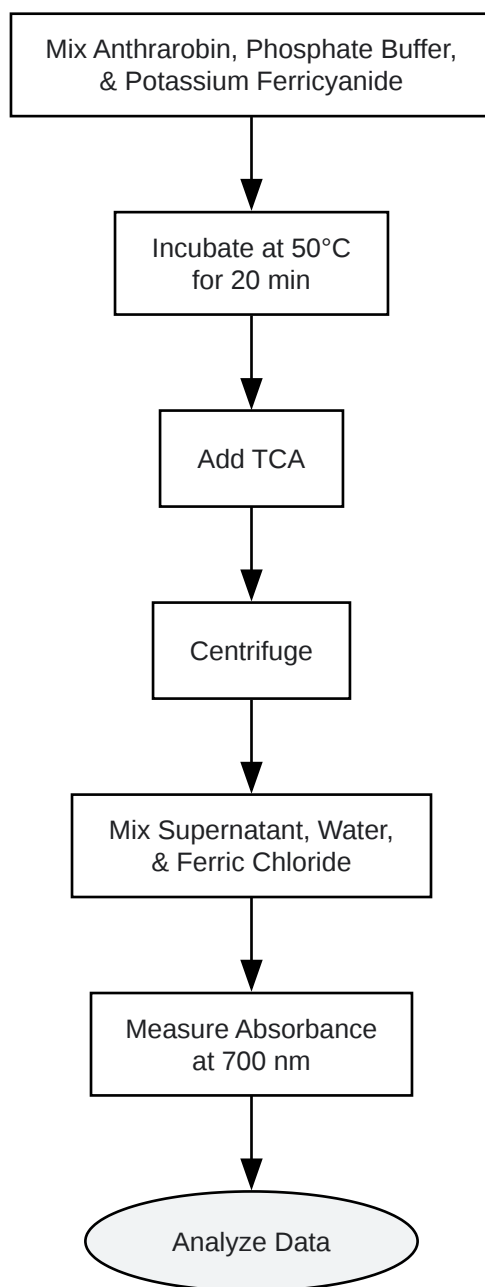 Mix Anthrarobin, Phosphate Buffer,
& Potassium Ferricyanide
Incubate at 50°C
for 20 min
Add TCA
Centrifuge
Mix Supernatant, Water,
& Ferric Chloride
Measure Absorbance
at 700 nm
Analyze Data